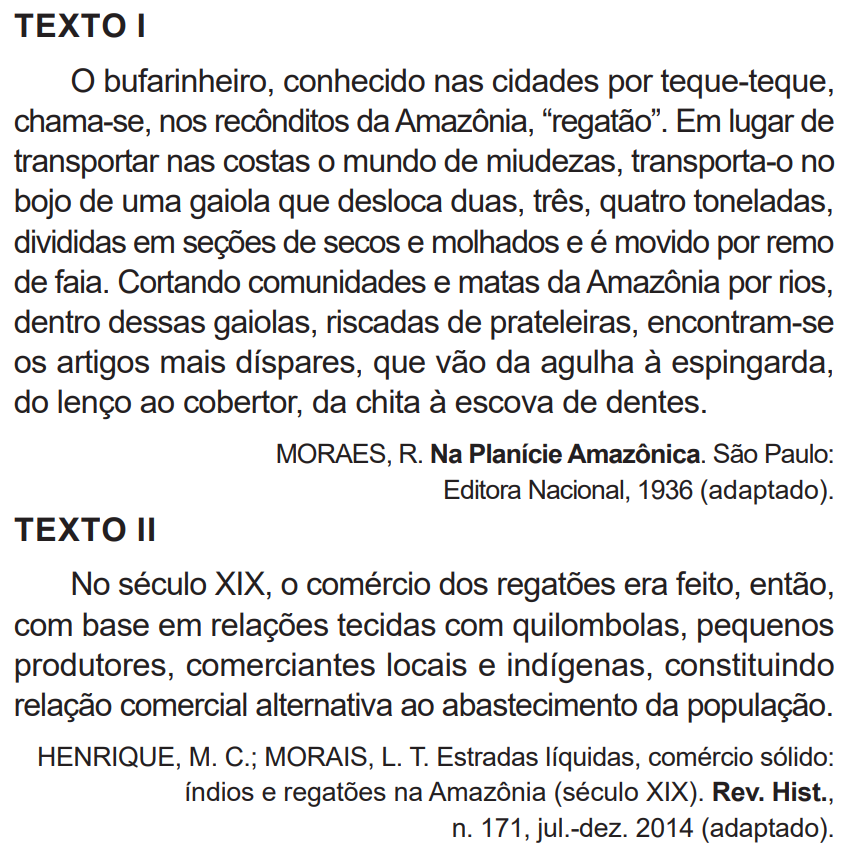 TEXTO I
O bufarinheiro, conhecido nas cidades por teque-teque,
chama-se, nos recônditos da Amazônia, “regatão”. Em lugar de
transportar nas costas o mundo de miudezas, transporta-o no
bojo de uma gaiola que desloca duas, três, quatro toneladas,
divididas em seções de secos e molhados e é movido por remo
de faia. Cortando comunidades e matas da Amazônia por rios,
dentro dessas gaiolas, riscadas de prateleiras, encontram-se
os artigos mais díspares, que vão da agulha à espingarda,
do lenço ao cobertor, da chita à escova de dentes.
MORAES, R. Na Planície Amazônica. São Paulo:
Editora Nacional, 1936 (adaptado).
TEXTO II
No século XIX, o comércio dos regatões era feito, então,
com base em relações tecidas com quilombolas, pequenos
produtores, comerciantes locais e indígenas, constituindo
relação comercial alternativa ao abastecimento da população.
HENRIQUE, M. C.; MORAIS, L. T. Estradas líquidas, comércio sólido:
índios e regatões na Amazônia (século XIX). Rev. Hist.,
n. 171, jul.-dez. 2014 (adaptado).